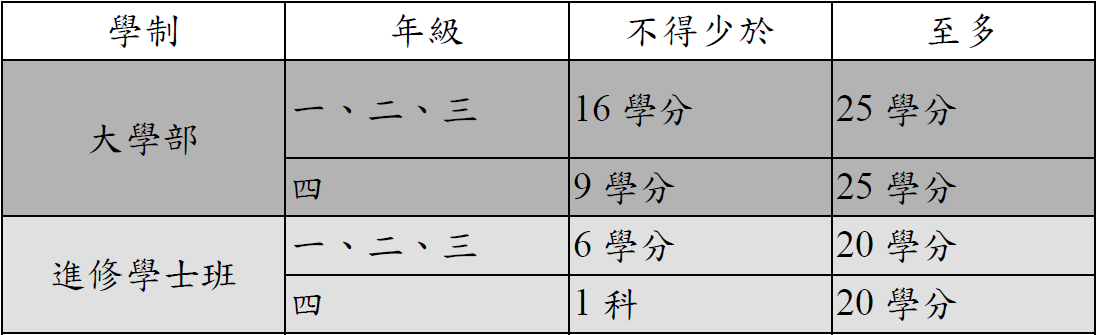 學制 年級 不得少於 至多
大學部 一、二、三 16 學分 25 學分
四 9 學分 25 學分
進修學士班 一、二、三 6 學分 20 學分
四 1 科 20 學分